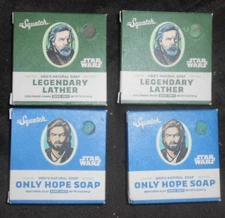 Dr. Squatch.
STAR
WARS
MEN'S NATURAL SOAP
LEGENDARY
LATHER
Dr. Squatch.
STAR
WARS
MEN'S NATURAL SOAP
LEGENDARY
LATHER
Dr. Squatch.
STAR
WARS
MEN'S NATURAL SOAP
ONLY HOPE SOAP
Dr. Squatch.
STAR
WARS
MEN'S NATURAL SOAP
ONLY HOPE SOAP